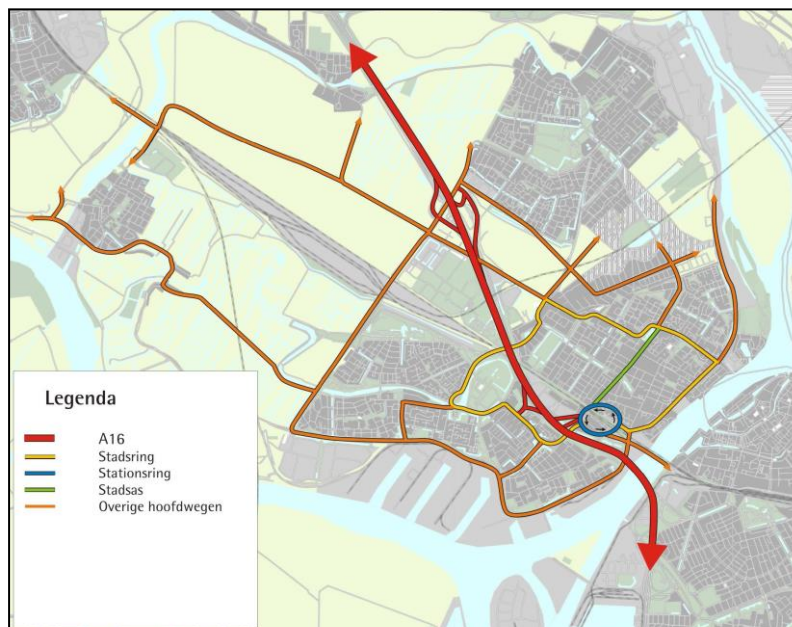 Legenda
A16
Stadsring
Stationsring
Stadsas
Overige hoofdwegen